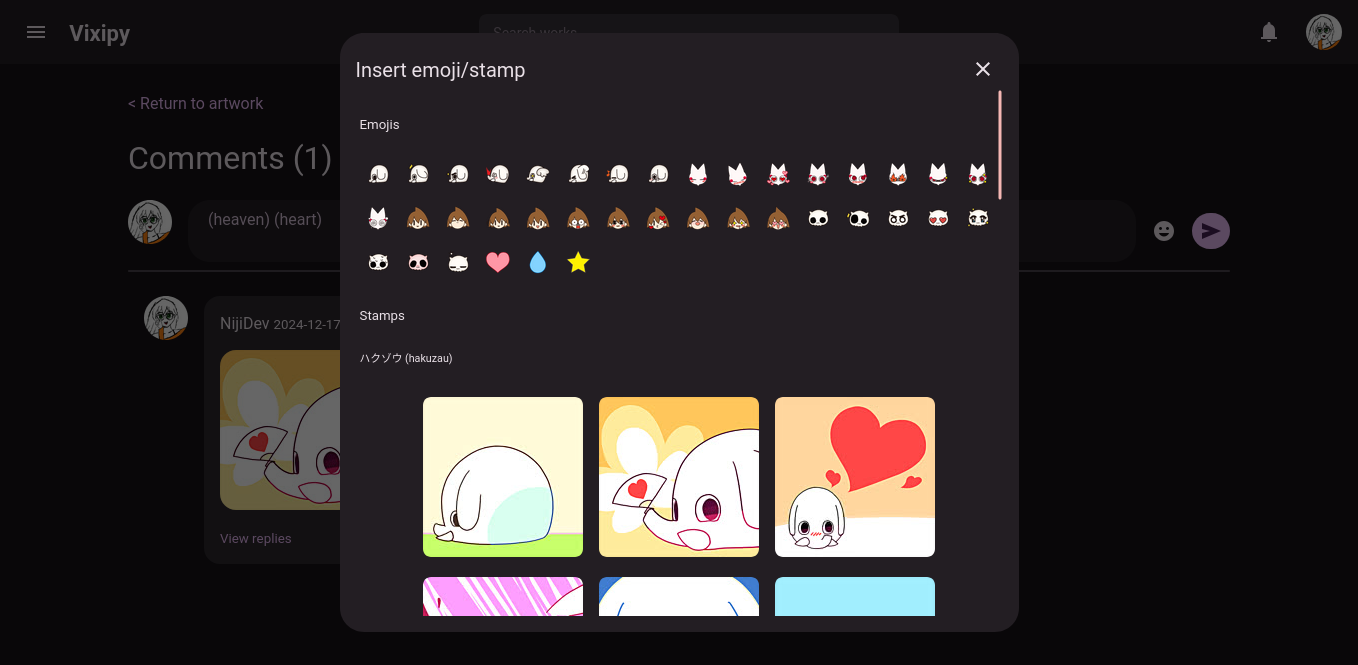 Vixipy
Search works
Insert emoji/stamp
< Return to artwork
Emojis
Comments (1)
(heaven) (heart)
Stamps
NijiDev 2024-12-17
ハクゾウ (hakuzau)
View replies